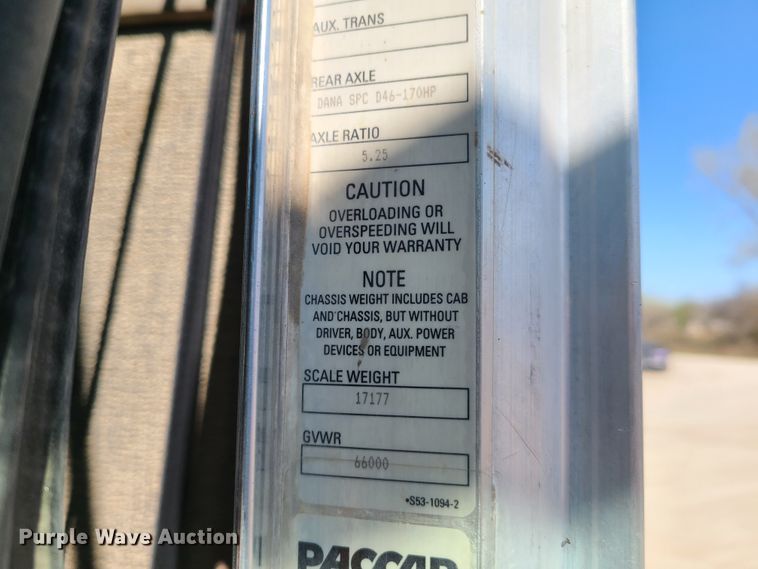 AUX. TRANS
REAR AXLE
DANA SPC D46-170HP
AXLE RATIO
5.25
CAUTION
OVERLOADING OR
OVERSPEEDING WILL
VOID YOUR WARRANTY
NOTE
CHASSIS WEIGHT INCLUDES CAB
AND CHASSIS, BUT WITHOUT
DRIVER, BODY, AUX. POWER
DEVICES OR EQUIPMENT
SCALE WEIGHT
17177
GVWR
66000
•S53-1094-2
PACCAR
Purple Wave Auction